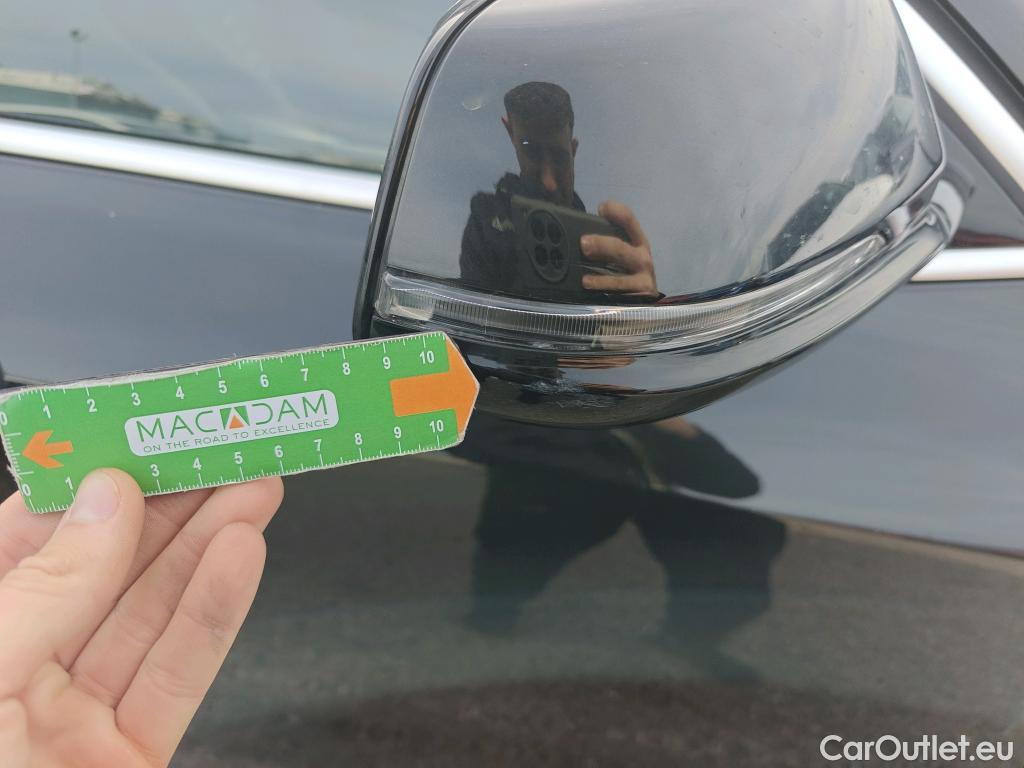 0 1 2 3 4 5 6 7 8 9 10
MACADAM
ON THE ROAD TO EXCELLENCE
0 1 3 4 5 6 7 8 9 10
CarOutlet.eu